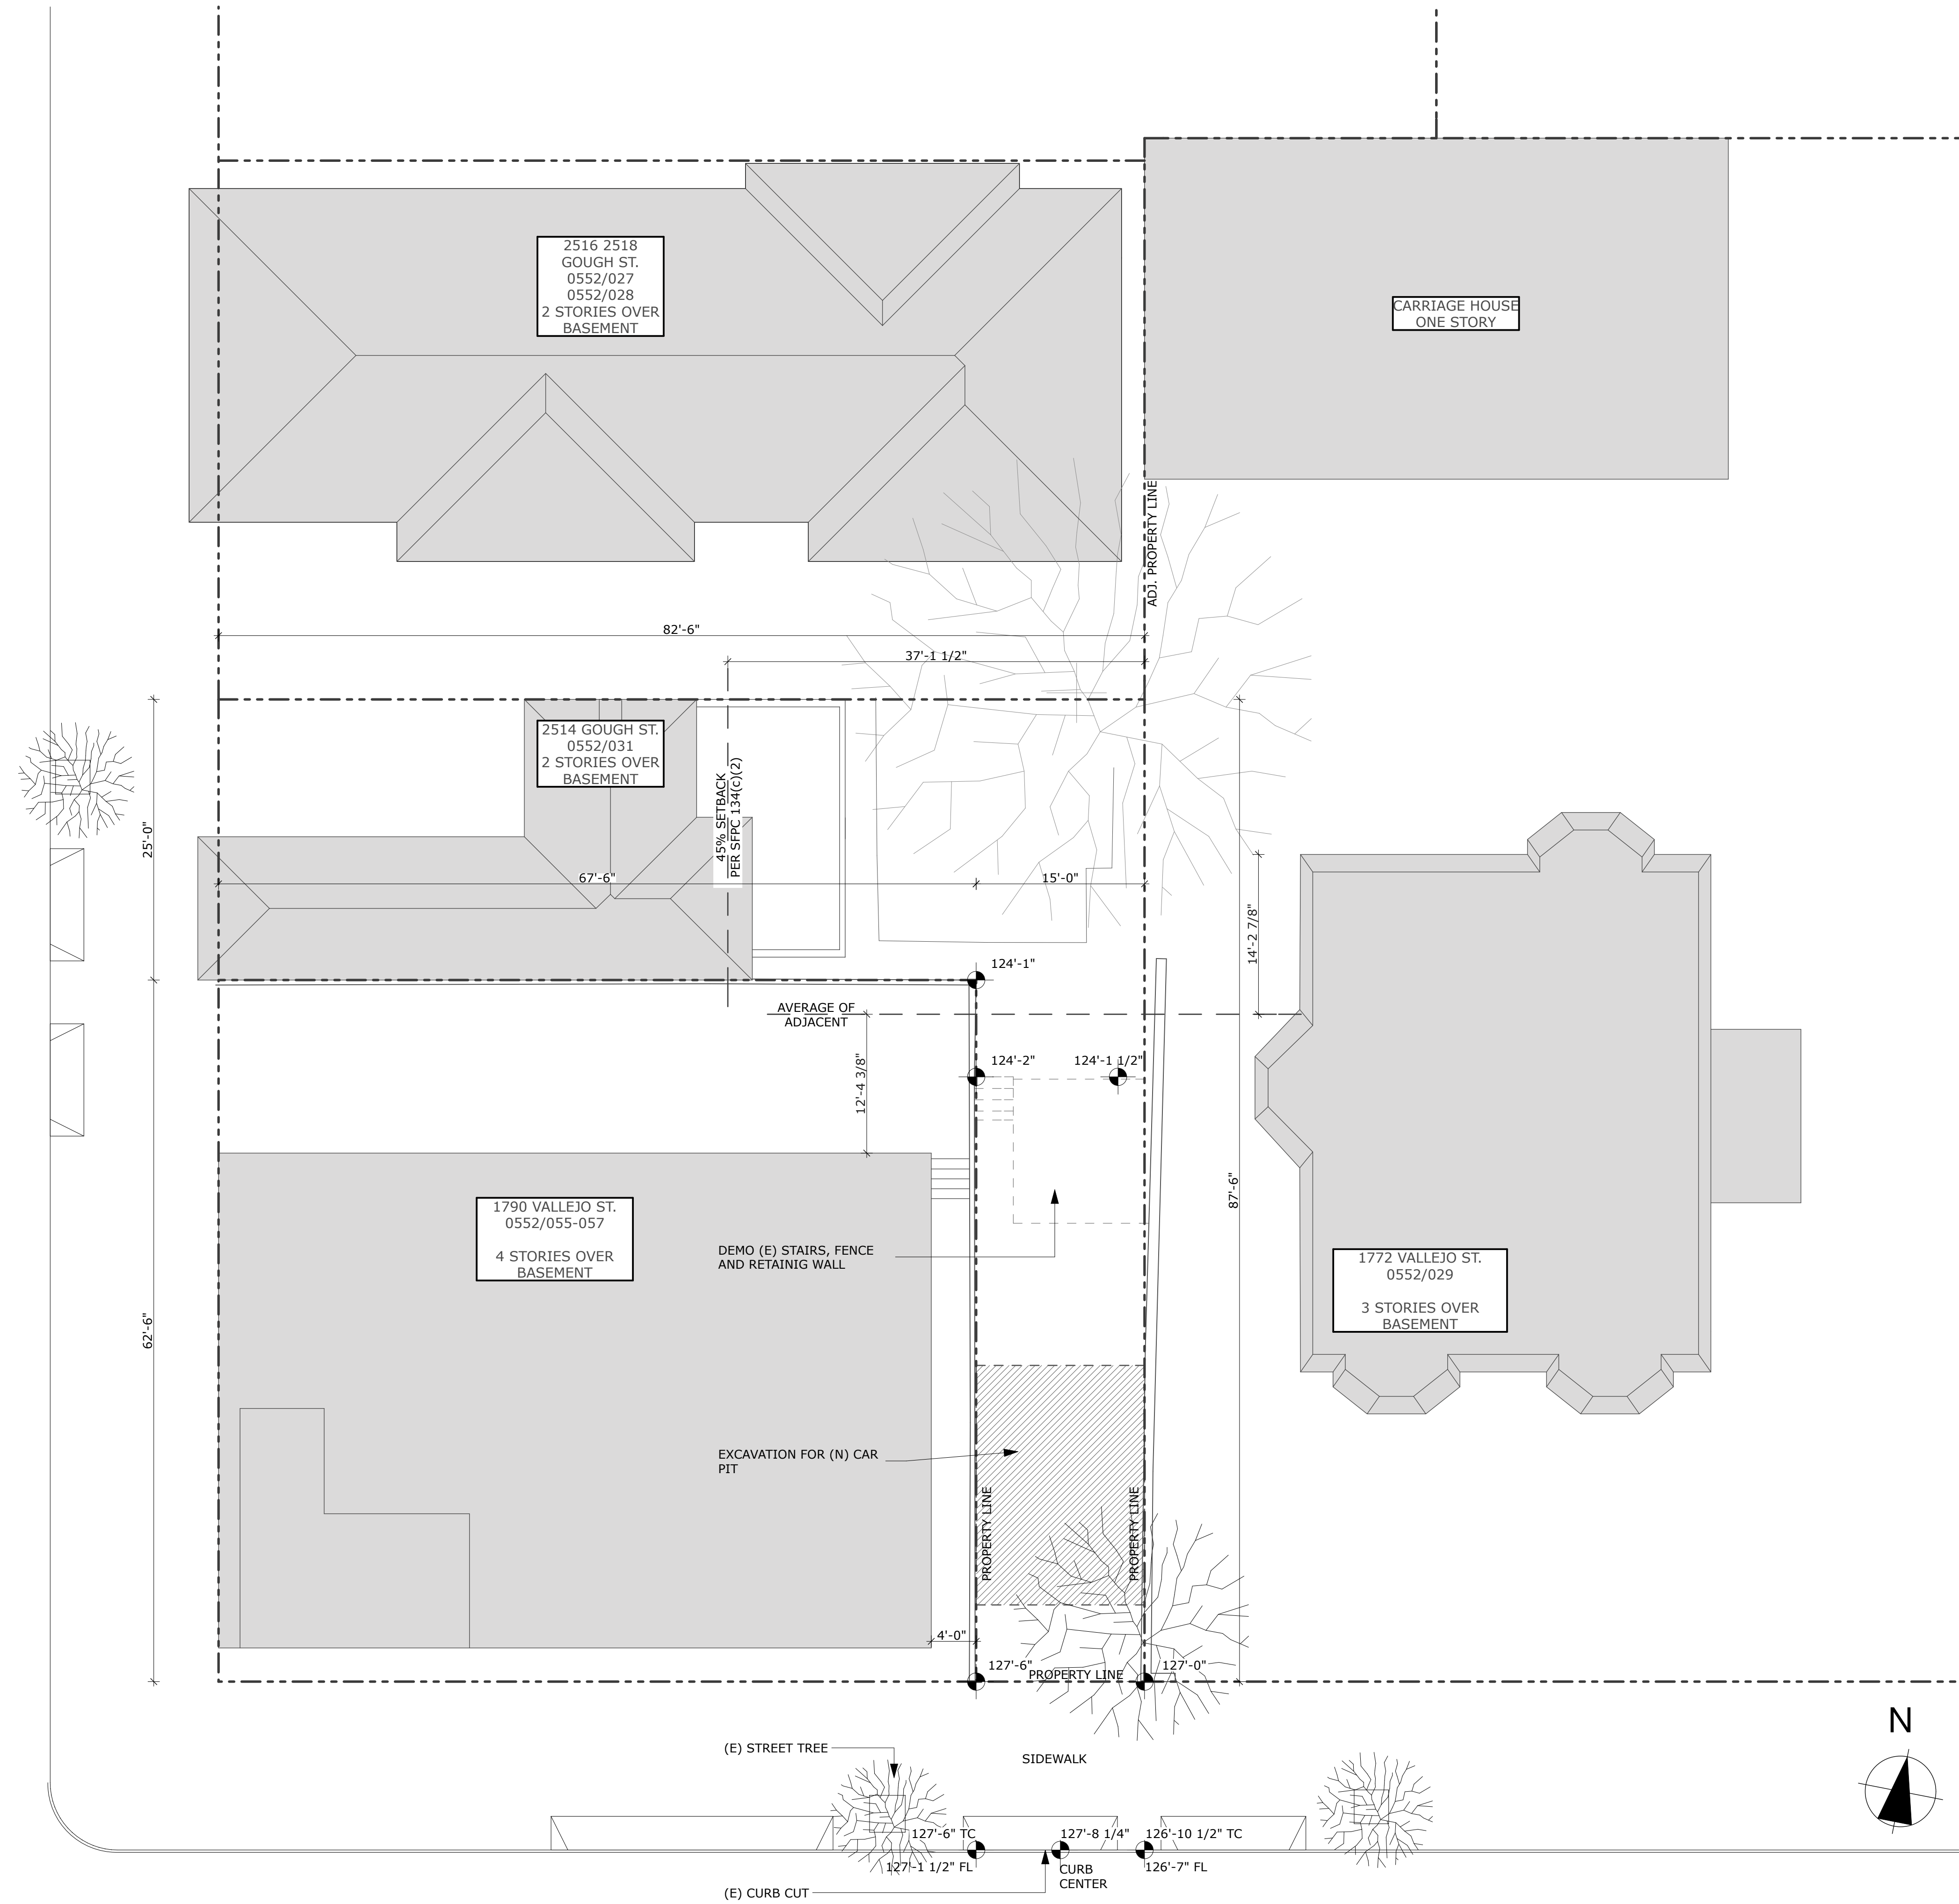 2516 2518
GOUGH ST.
0552/027
0552/028
2 STORIES OVER
BASEMENT
CARRIAGE HOUSE
ONE STORY
ADJ. PROPERTY LINE
82'-6"
37'-1 1/2"
2514 GOUGH ST.
0552/031
2 STORIES OVER
BASEMENT
45% SETBACK
PER SFPC 134(c)(2)
25'-0"
67'-6"
15'-0"
14'-2 7/8"
124'-1"
AVERAGE OF
ADJACENT
124'-2"
124'-1 1/2"
12'-4 3/8"
87'-6"
1790 VALLEJO ST.
0552/055-057
4 STORIES OVER
BASEMENT
DEMO (E) STAIRS, FENCE
AND RETAINIG WALL
1772 VALLEJO ST.
0552/029
3 STORIES OVER
BASEMENT
62'-6"
EXCAVATION FOR (N) CAR
PIT
PROPERTY LINE
PROPERTY LINE
4'-0"
127'-6"
PROPERTY LINE
127'-0"
N
(E) STREET TREE
SIDEWALK
127'-6" TC
127'-8 1/4"
126'-10 1/2" TC
127'-1 1/2" FL
CURB
CENTER
126'-7" FL
(E) CURB CUT